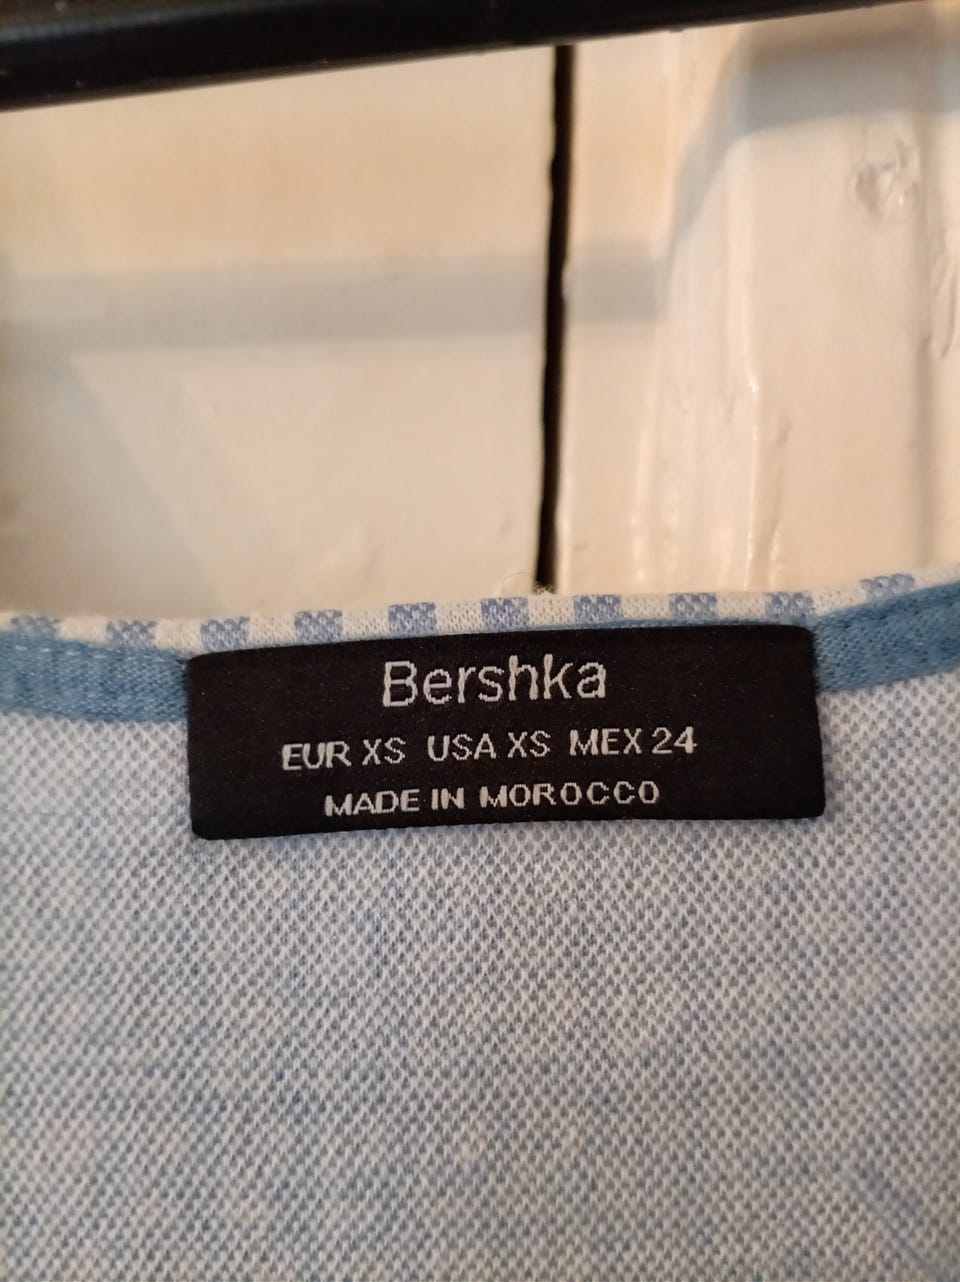 Bershka
EUR XS USA XS MEX 24
MADE IN MOROCCO